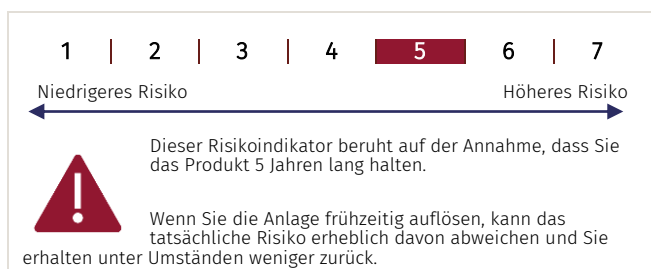 1 | 2 | 3 | 4 | 5 | 6 | 7
Niedrigeres Risiko Höheres Risiko
Dieser Risikoindikator beruht auf der Annahme, dass Sie
das Produkt 5 Jahren lang halten.
Wenn Sie die Anlage frühzeitig auflösen, kann das
tatsächliche Risiko erheblich davon abweichen und Sie
erhalten unter Umständen weniger zurück.